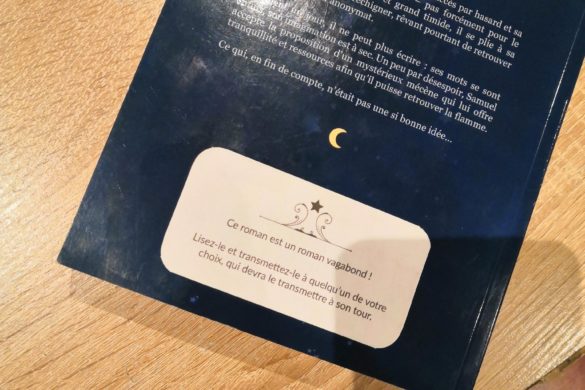 ccès par hasard et sa
pas forcément pour le
et grand timide, il se plie à sa
rechigner, rêvant pourtant de retrouver
anonymat.
jour, il ne peut plus écrire : ses mots se sont
son imagination est à sec. Un peu par désespoir, Samuel
accepte la proposition d'un mystérieux mécène qui lui offre
tranquillité et ressources afin qu'il puisse retrouver la flamme.
Ce qui, en fin de compte, n'était pas une si bonne idée...
Ce roman est un roman vagabond !
Lisez-le et transmettez-le à quelqu'un de votre
choix, qui devra le transmettre à son tour.